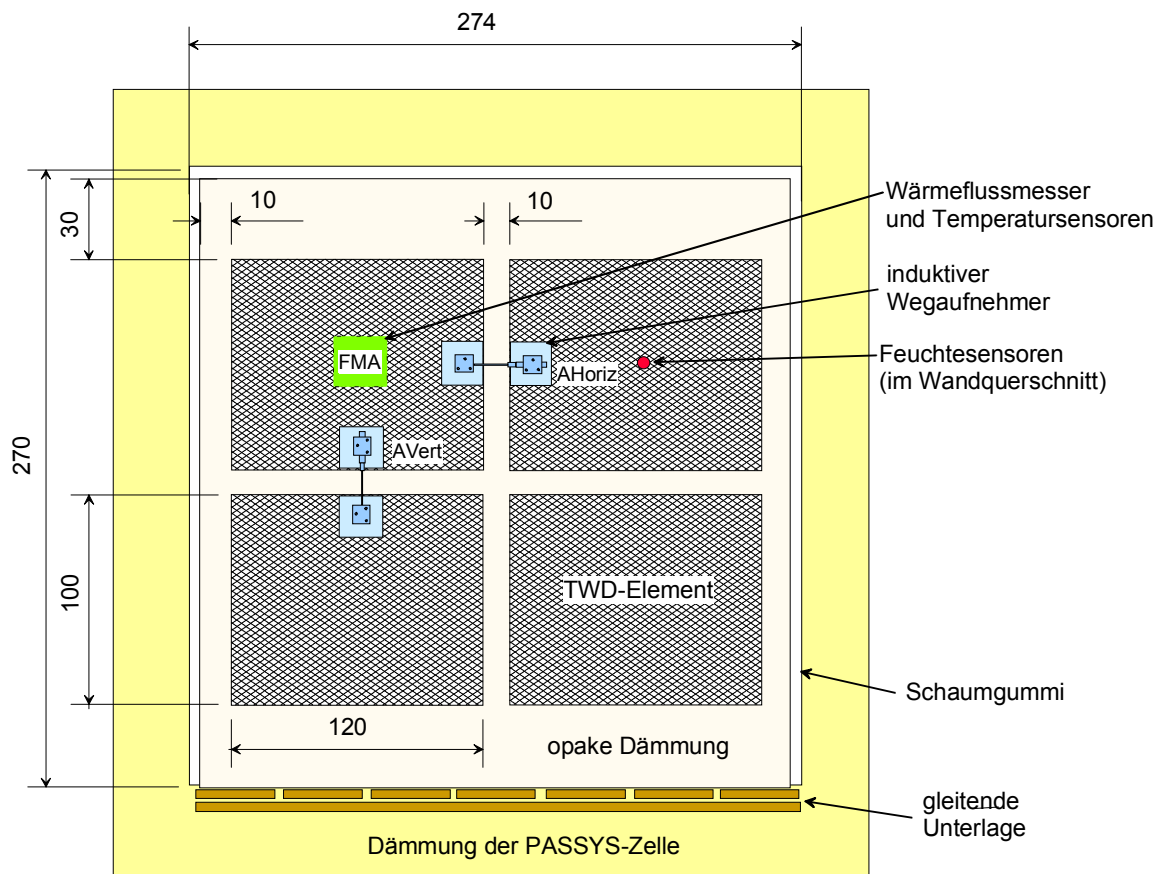 274
10
10
30
Wärmeflussmesser
und Temperatursensoren
induktiver
Wegaufnehmer
FMA
AHoriz
Feuchtesensoren
(im Wandquerschnitt)
270
AVert
100
TWD-Element
Schaumgummi
120
opake Dämmung
gleitende
Unterlage
Dämmung der PASSYS-Zelle